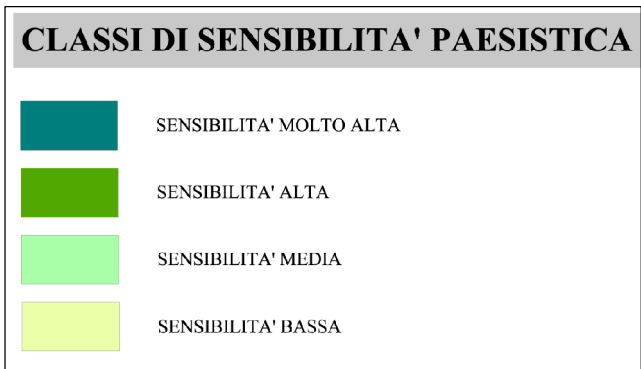 CLASSI DI SENSIBILITA' PAESISTICA
SENSIBILITA' MOLTO ALTA
SENSIBILITA' ALTA
SENSIBILITA' MEDIA
SENSIBILITA' BASSA